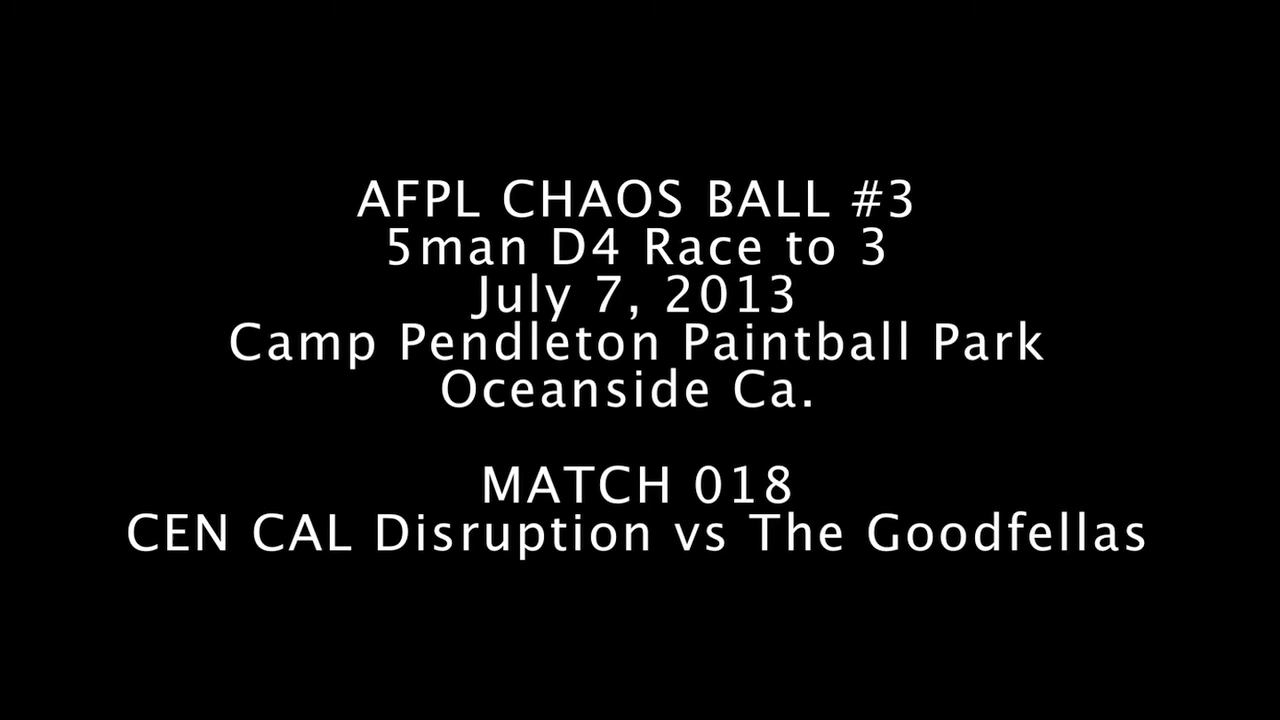 AFPL CHAOS BALL #3
5man D4 Race to 3
July 7, 2013
Camp Pendleton Paintball Park
Oceanside Ca.
MATCH 018
CEN CAL Disruption vs The Goodfellas